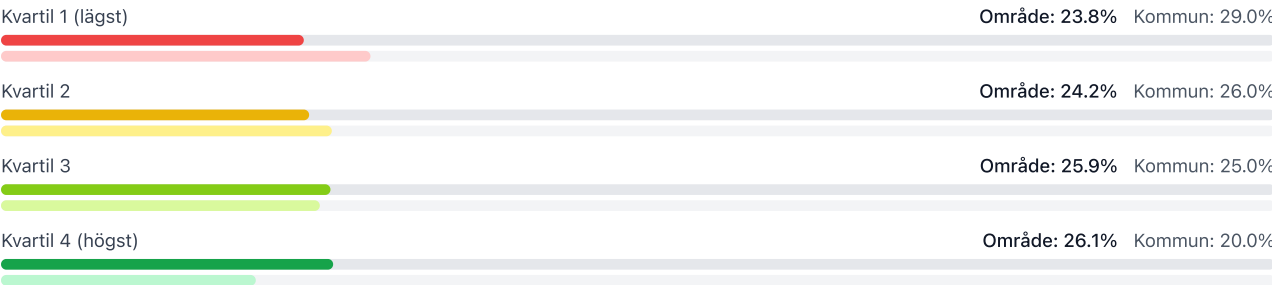 Kvartil 1 (lägst) Område: 23.8% Kommun: 29.0%
Kvartil 2 Område: 24.2% Kommun: 26.0%
Kvartil 3 Område: 25.9% Kommun: 25.0%
Kvartil 4 (högst) Område: 26.1% Kommun: 20.0%